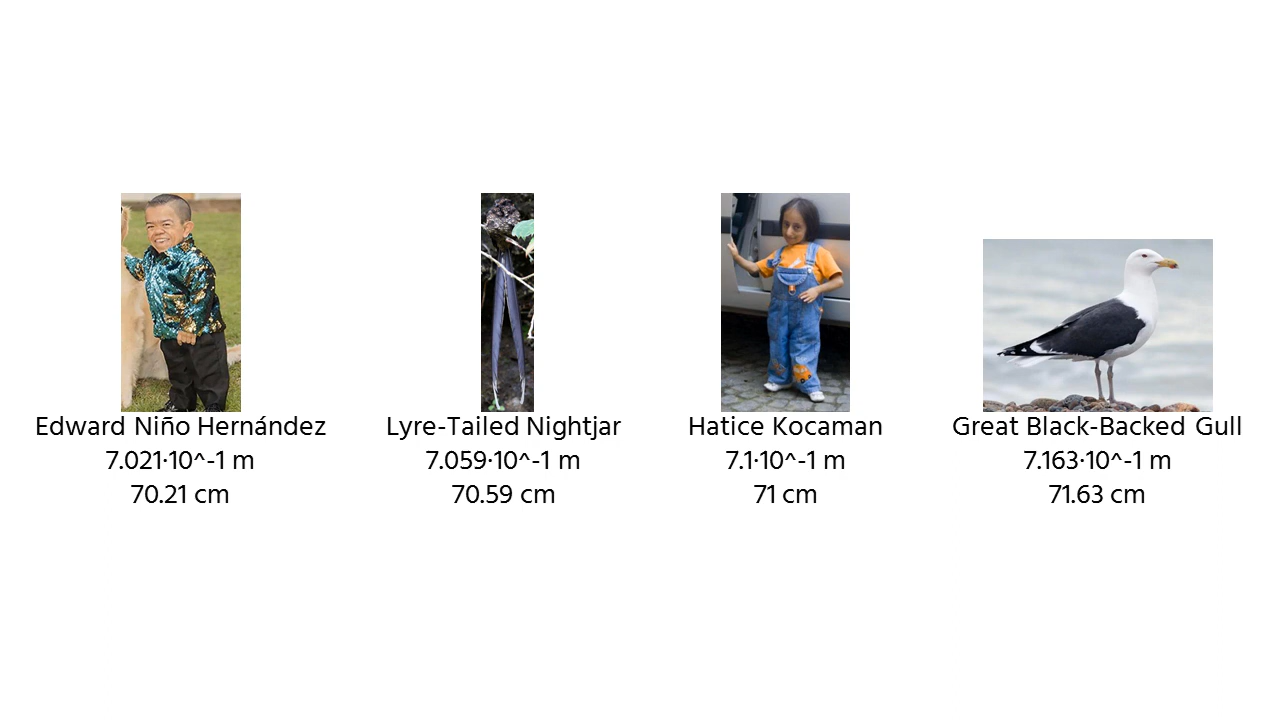 Edward Niño Hernández
7.021·10^-1 m
70.21 cm
Lyre-Tailed Nightjar
7.059·10^-1 m
70.59 cm
Hatice Kocaman
7.1·10^-1 m
71 cm
Great Black-Backed Gull
7.163·10^-1 m
71.63 cm